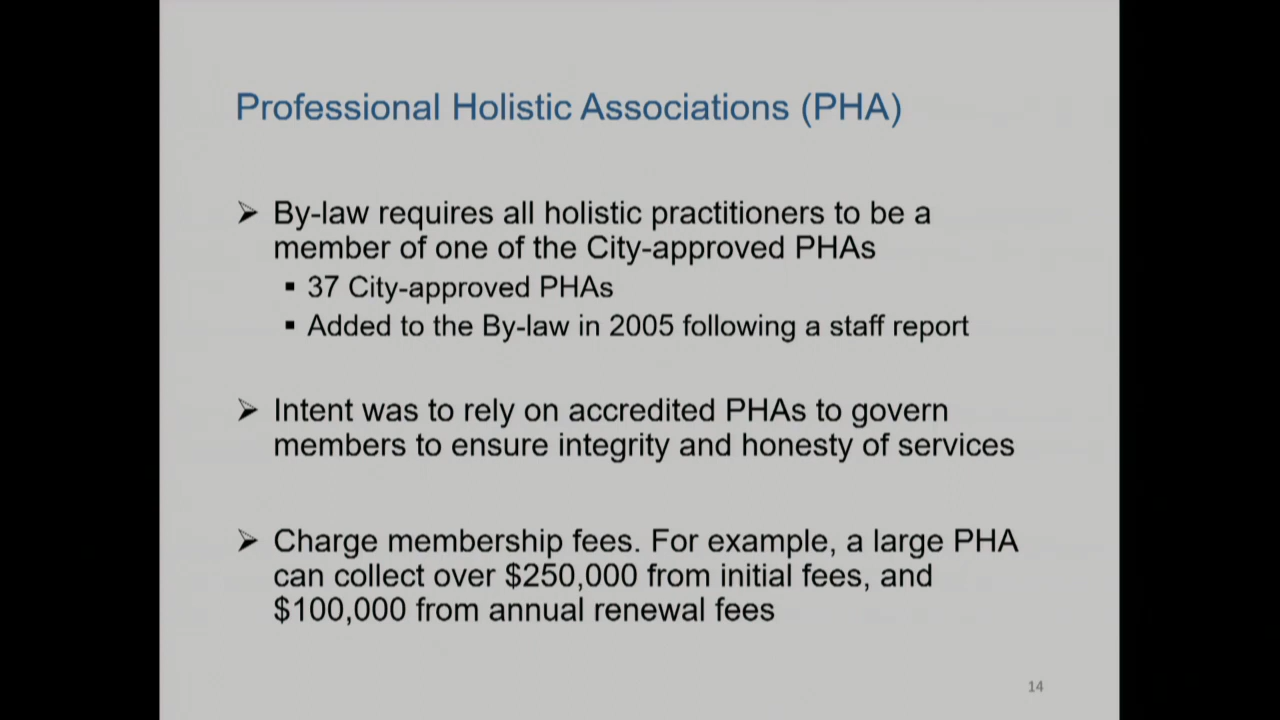 Professional Holistic Associations (PHA)
➢ By-law requires all holistic practitioners to be a
member of one of the City-approved PHAs
▪ 37 City-approved PHAs
▪ Added to the By-law in 2005 following a staff report
➢ Intent was to rely on accredited PHAs to govern
members to ensure integrity and honesty of services
➢ Charge membership fees. For example, a large PHA
can collect over $250,000 from initial fees, and
$100,000 from annual renewal fees
14